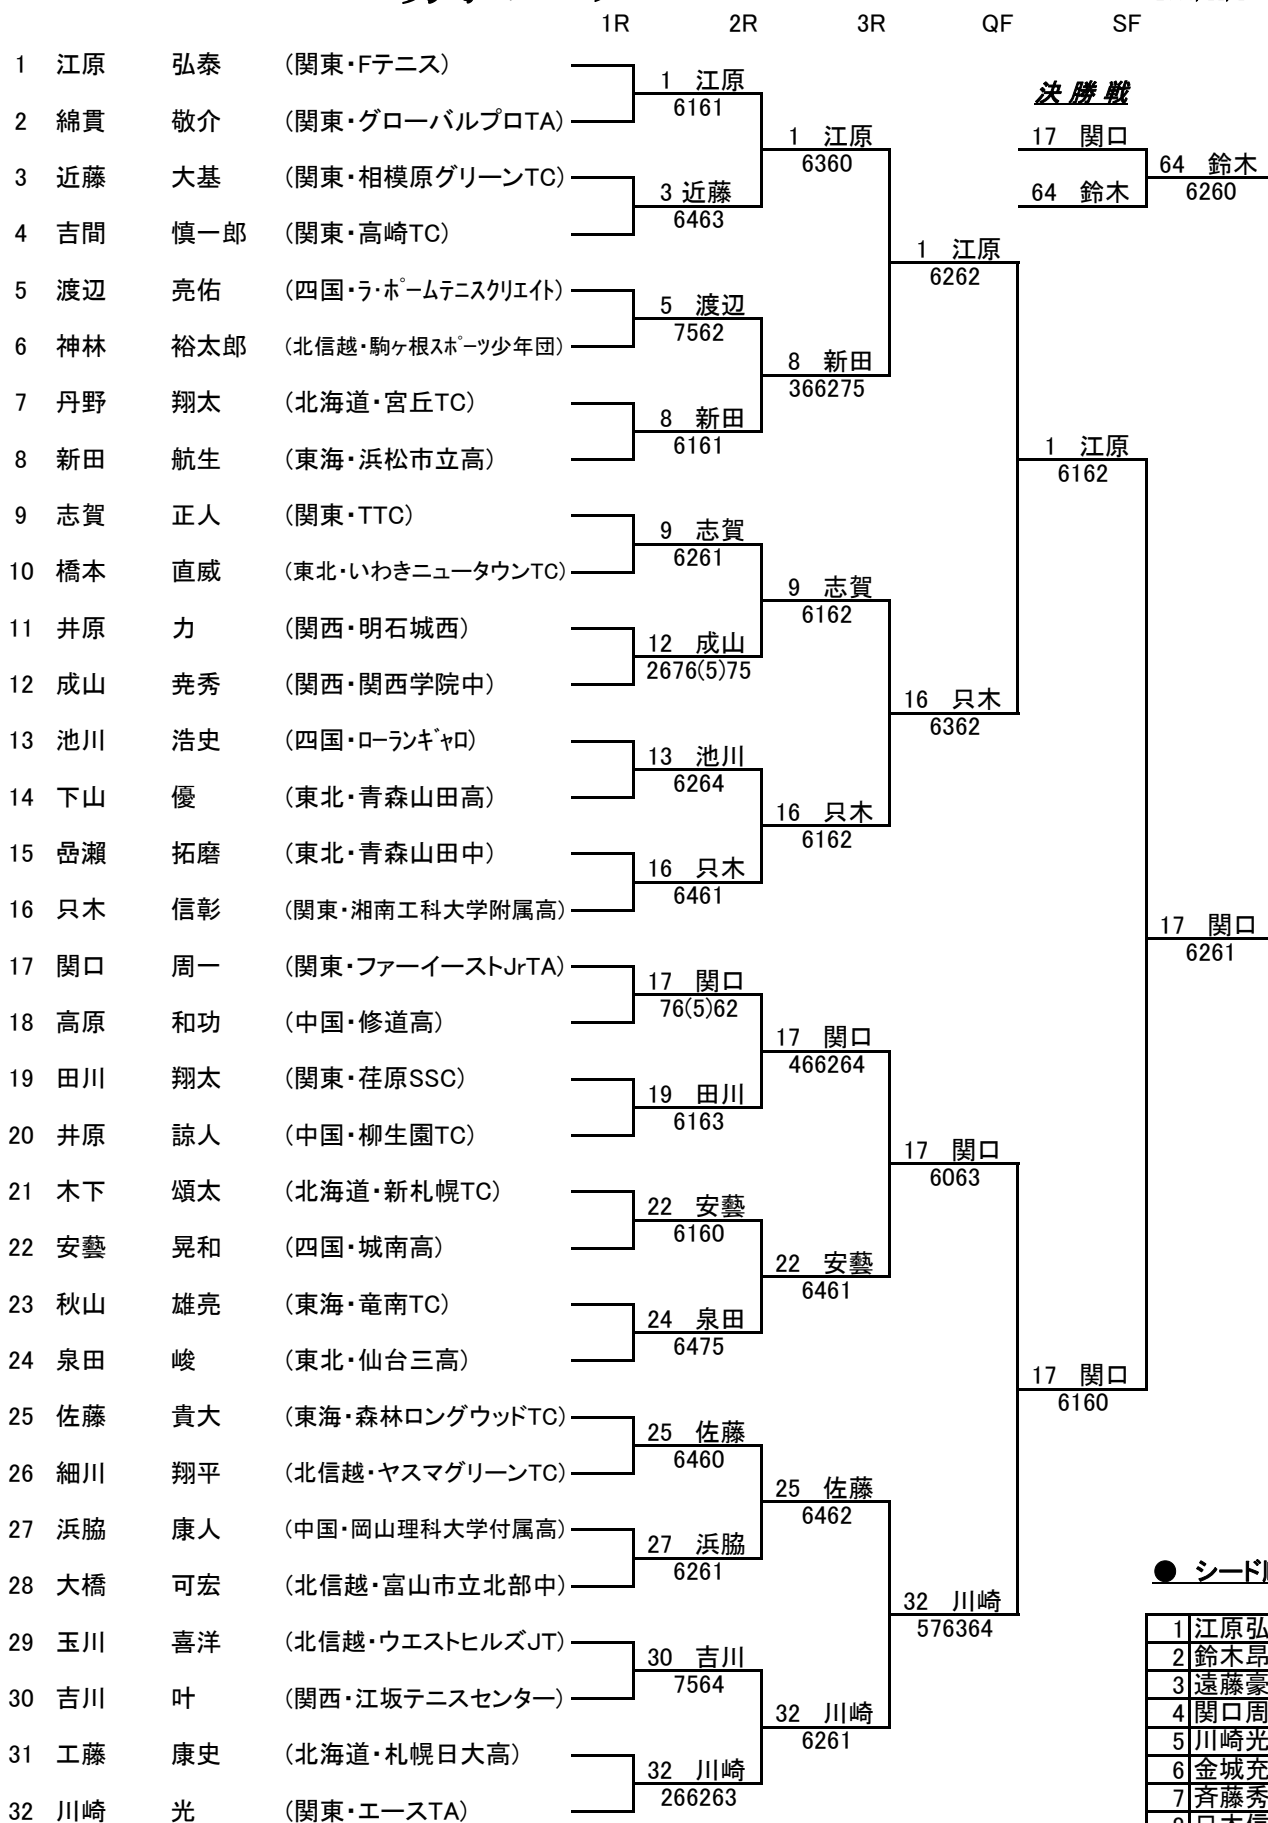 1R 2R 3R QF SF
1 江原 弘泰 (関東・Fテニス)
1 江原
6161
決勝戦
2 綿貫 敬介 (関東・グローバルプロTA)
1 江原
6360
17 関口
64 鈴木
6260
3 近藤 大基 (関東・相模原グリーンTC)
3 近藤
6463
64 鈴木
4 吉間 慎一郎 (関東・高崎TC)
1 江原
6262
5 渡辺 亮佑 (四国・ラ・ポームテニスクリエイト)
5 渡辺
7562
6 神林 裕太郎 (北信越・駒ヶ根スポーツ少年団)
8 新田
366275
7 丹野 翔太 (北海道・宮丘TC)
8 新田
6161
8 新田 航生 (東海・浜松市立高)
1 江原
6162
9 志賀 正人 (関東・TTC)
9 志賀
6261
10 橋本 直威 (東北・いわきニュータウンTC)
9 志賀
6162
11 井原 力 (関西・明石城西)
12 成山
2676(5)75
12 成山 尭秀 (関西・関西学院中)
16 只木
6362
13 池川 浩史 (四国・ローランギャロ)
13 池川
6264
14 下山 優 (東北・青森山田高)
16 只木
6162
15 嵒瀬 拓磨 (東北・青森山田中)
16 只木
6461
16 只木 信彰 (関東・湘南工科大学附属高)
17 関口
6261
17 関口 周一 (関東・ファーイーストJrTA)
17 関口
76(5)62
18 高原 和功 (中国・修道高)
17 関口
466264
19 田川 翔太 (関東・荏原SSC)
19 田川
6163
20 井原 諒人 (中国・柳生園TC)
17 関口
6063
21 木下 頌太 (北海道・新札幌TC)
22 安藝
6160
22 安藝 晃和 (四国・城南高)
22 安藝
6461
23 秋山 雄亮 (東海・竜南TC)
24 泉田
6475
24 泉田 峻 (東北・仙台三高)
17 関口
6160
25 佐藤 貴大 (東海・森林ロングウッドTC)
25 佐藤
6460
26 細川 翔平 (北信越・ヤスマグリーンTC)
25 佐藤
6462
27 浜脇 康人 (中国・岡山理科大学付属高)
27 浜脇
6261
28 大橋 可宏 (北信越・富山市立北部中)
32 川崎
576364
29 玉川 喜洋 (北信越・ウエストヒルズJT)
30 吉川
7564
30 吉川 叶 (関西・江坂テニスセンター)
32 川崎
6261
31 工藤 康史 (北海道・札幌日大高)
32 川崎
266263
32 川崎 光 (関東・エースTA)
● シード
1 江原弘
2 鈴木昂
3 遠藤豪
4 関口周
5 川崎光
6 金城充
7 斉藤秀